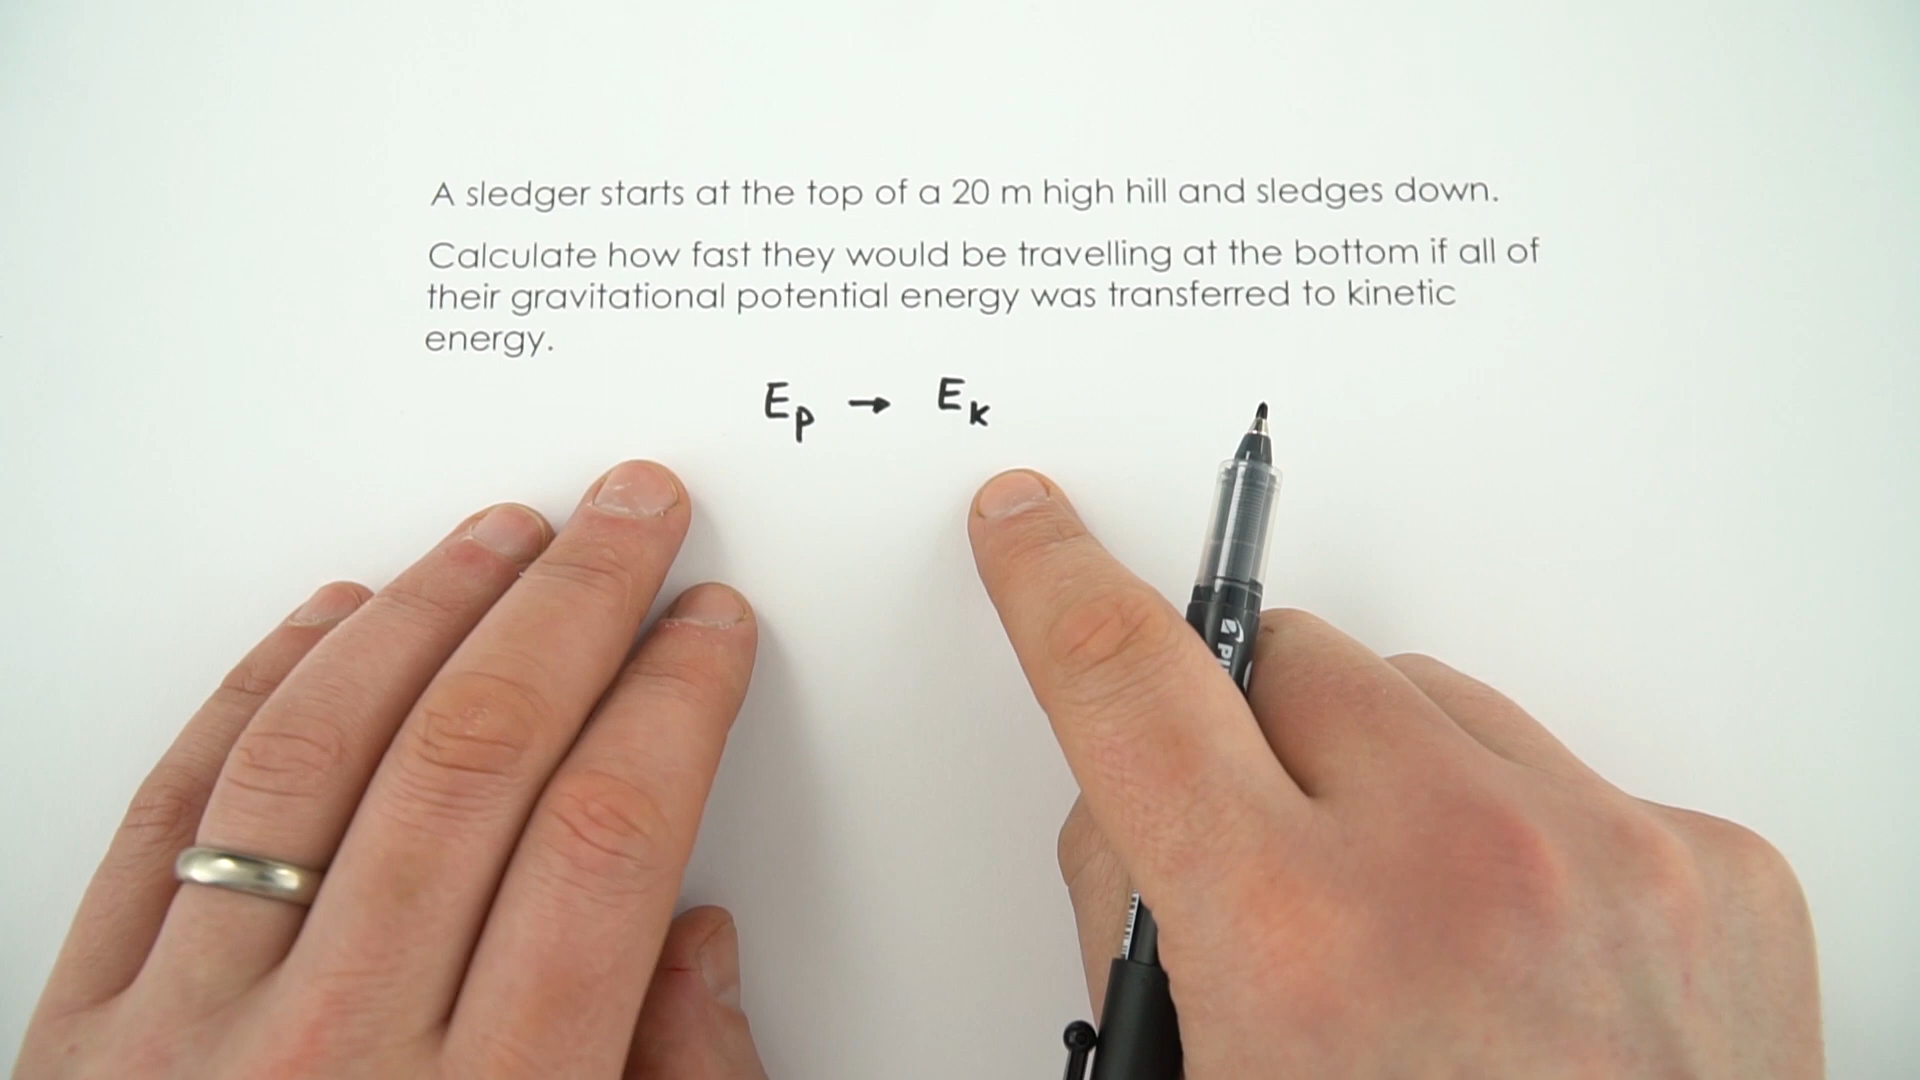 A sledger starts at the top of a 20 m high hill and sledges down.
Calculate how fast they would be travelling at the bottom if all of
their gravitational potential energy was transferred to kinetic
energy.
Ep → Ek